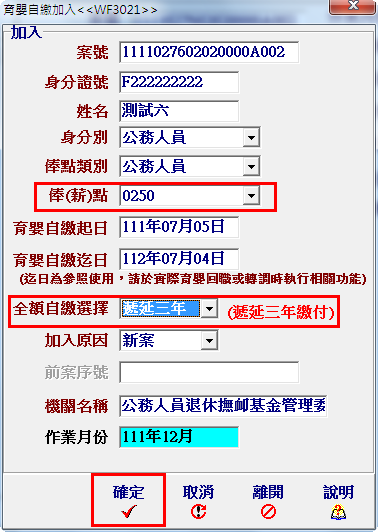 育嬰自繳加入<<WF3021>>
加入
案號 1111027602020000A002
身分證號 F222222222
姓名 測試六
身分別 公務人員
俸點類別 公務人員
俸(薪)點 0250
育嬰自繳起日 111年07月05日
育嬰自繳迄日 112年07月04日
(迄日為參照使用，請於實際育嬰回職或轉調時執行相關功能)
全額自繳選擇 遞延三年 (遞延三年繳付)
加入原因 新案
前案序號
機關名稱 公務人員退休撫卹基金管理委
作業月份 111年12月
確定 取消 離開 說明